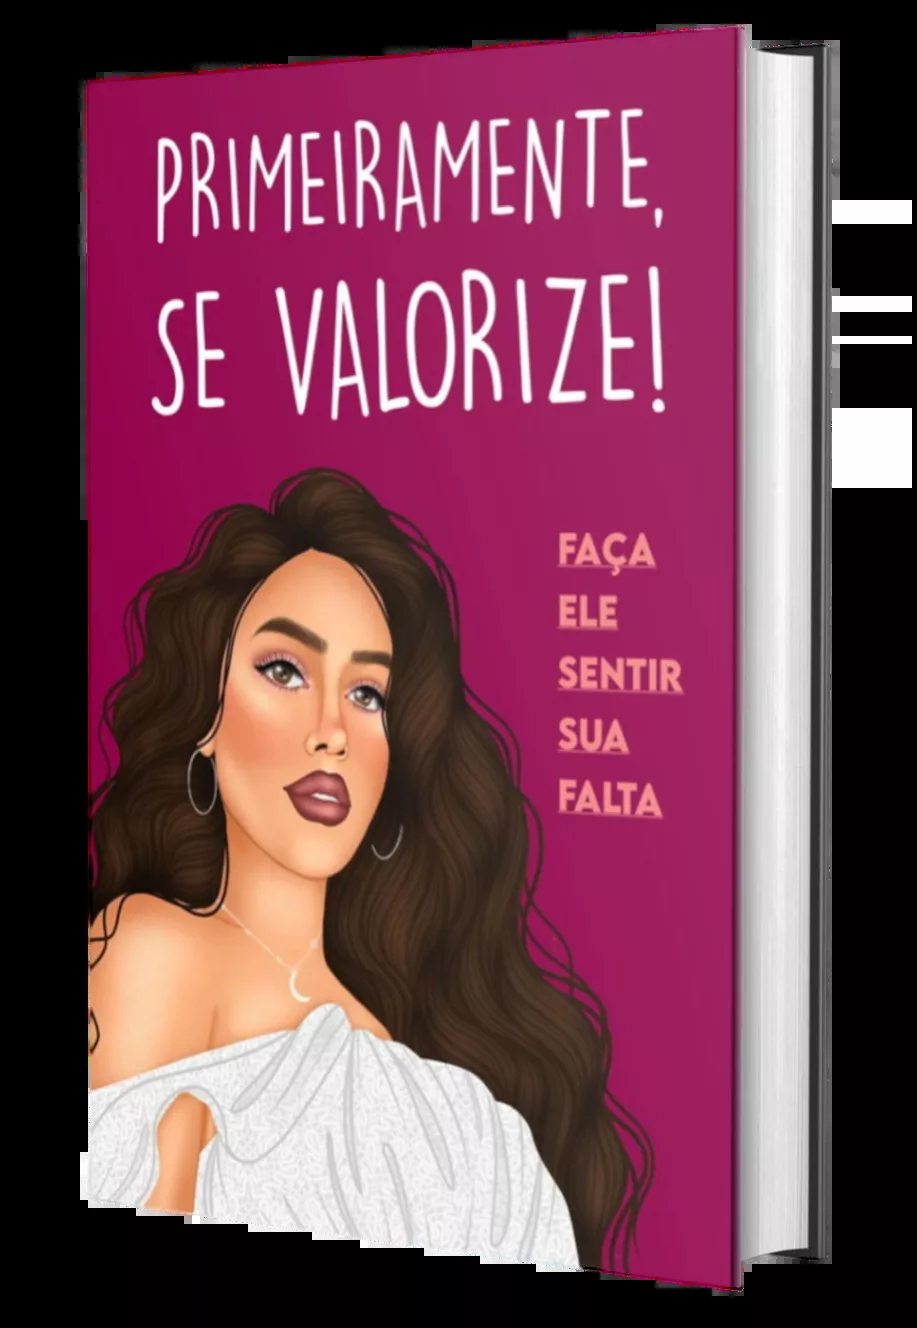 PRIMEIRAMENTE,
SE VALORIZE!
FAÇA
ELE
SENTIR
SUA
FALTA